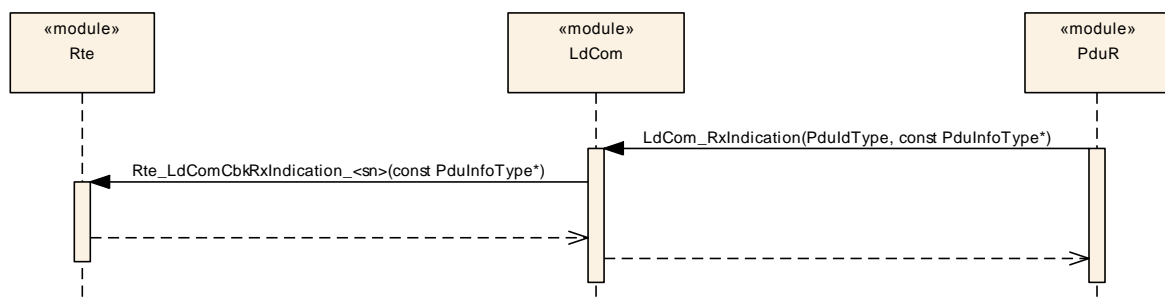 «module»
Rte
«module»
LdCom
«module»
PduR
LdCom_RxIndication(PduIdType, const PduInfoType*)
Rte_LdComCbkRxIndication_<sn>(const PduInfoType*)